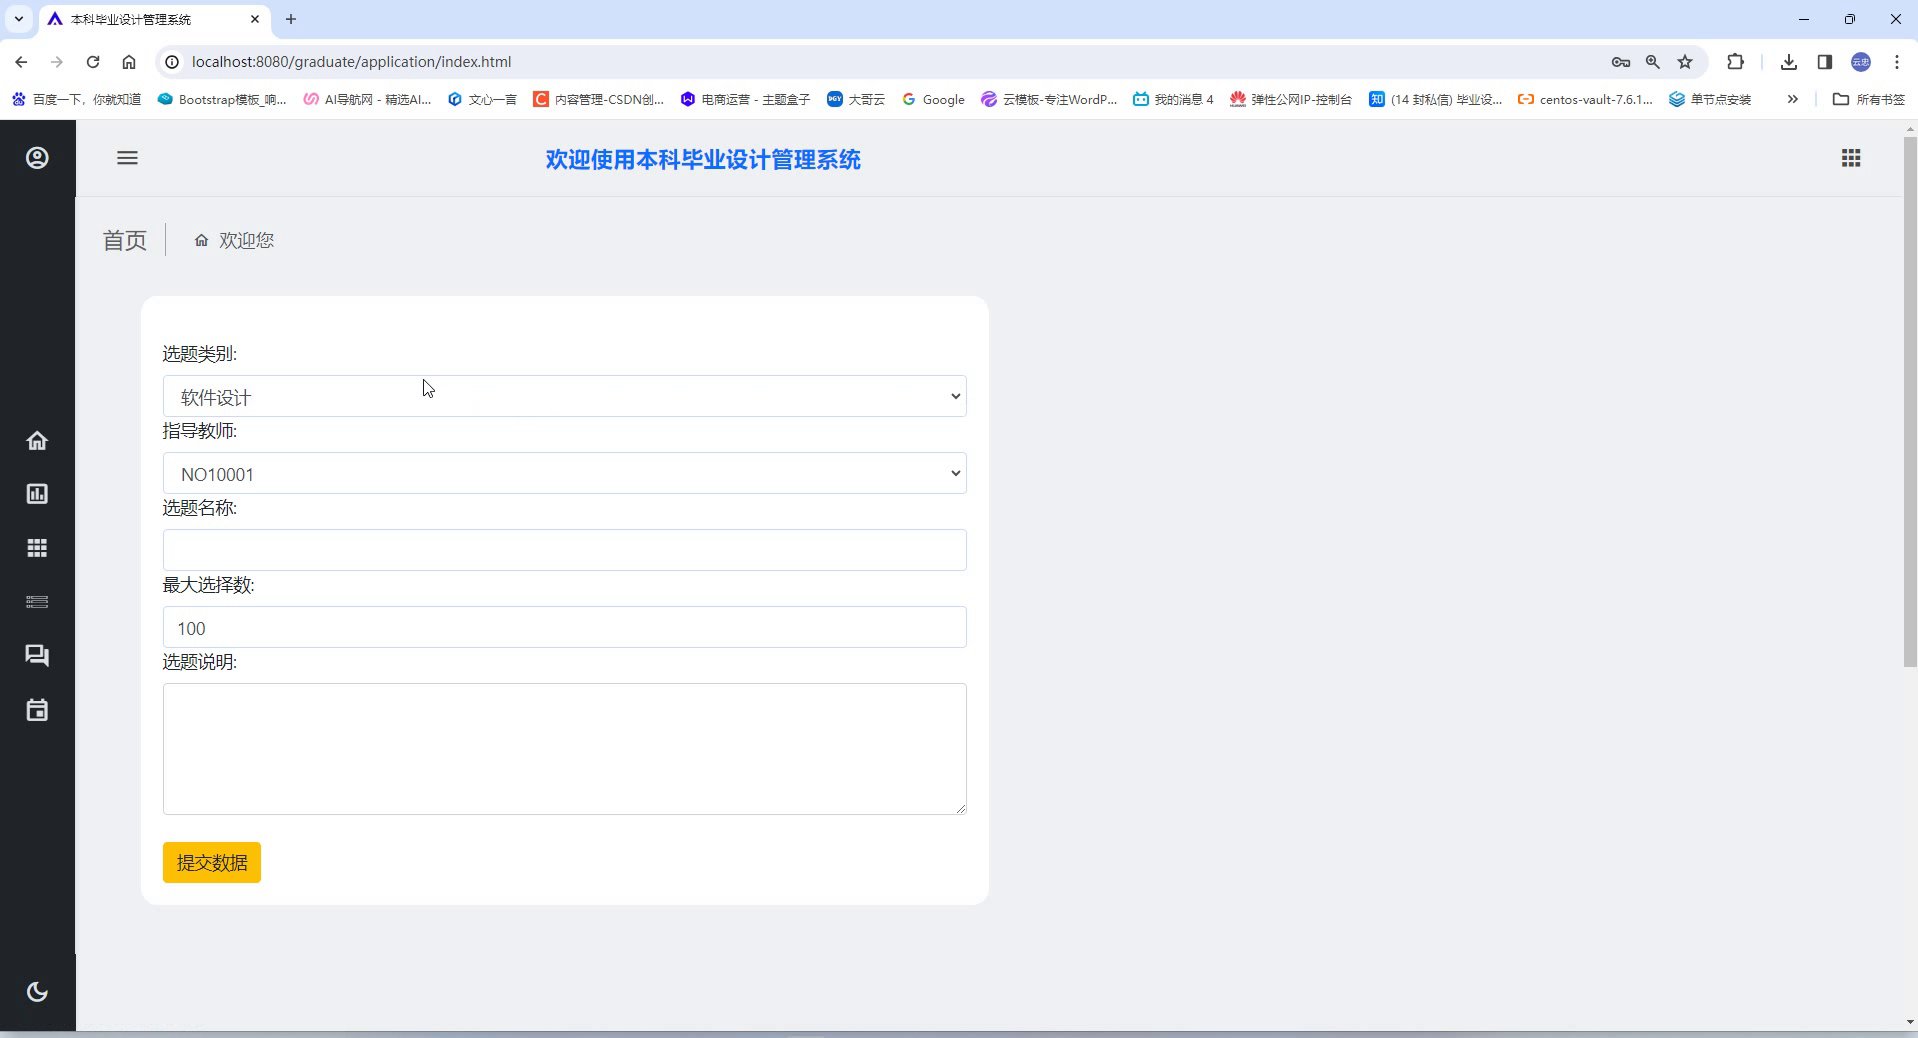 本科毕业设计管理系统
localhost:8080/graduate/application/index.html
百度一下，你就知道
Bootstrap模板_响...
AI导航网 - 精选AI...
文心一言
内容管理-CSDN创...
电商运营 - 主题盒子
大哥云
Google
云模板-专注WordP...
我的消息 4
弹性公网IP-控制台
(14 封私信) 毕业设...
centos-vault-7.6.1...
单节点安装
所有书签
欢迎使用本科毕业设计管理系统
首页
欢迎您
选题类别:
软件设计
指导教师:
NO10001
选题名称:
最大选择数:
100
选题说明:
提交数据